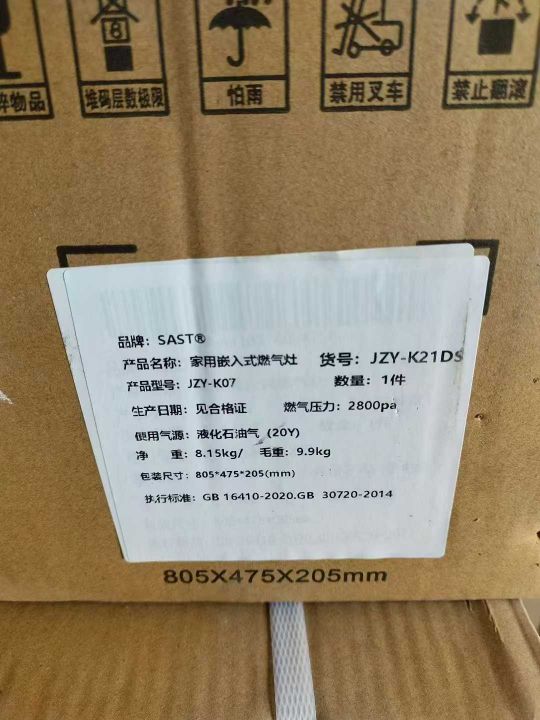 8
碎物品
堆码层数极限
怕雨
禁用叉车
禁止翻滚
品牌：SAST®
产品名称：家用嵌入式燃气灶 货号：JZY-K21DS
产品型号：JZY-K07 数量：1件
生产日期：见合格证 燃气压力：2800pa
使用气源：液化石油气 (20Y)
净 重：8.15kg/ 毛重：9.9kg
包装尺寸：805*475*205(mm)
执行标准：GB 16410-2020.GB 30720-2014
805X475X205mm